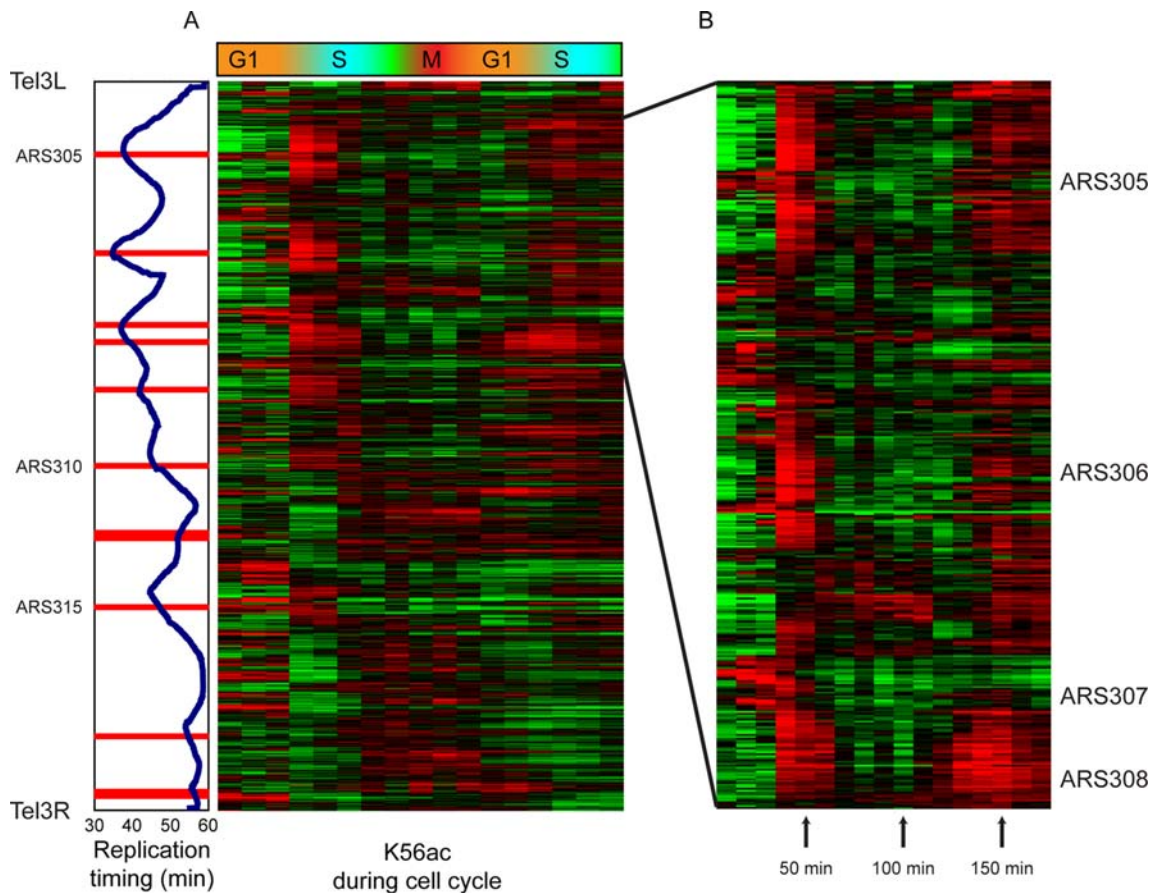 A
B
G1 S M G1 S
Tel3L
ARS305
ARS310
ARS315
Tel3R
30 40 50 60
Replication
timing (min)
K56ac
during cell cycle
ARS305
ARS306
ARS307
ARS308
50 min 100 min 150 min